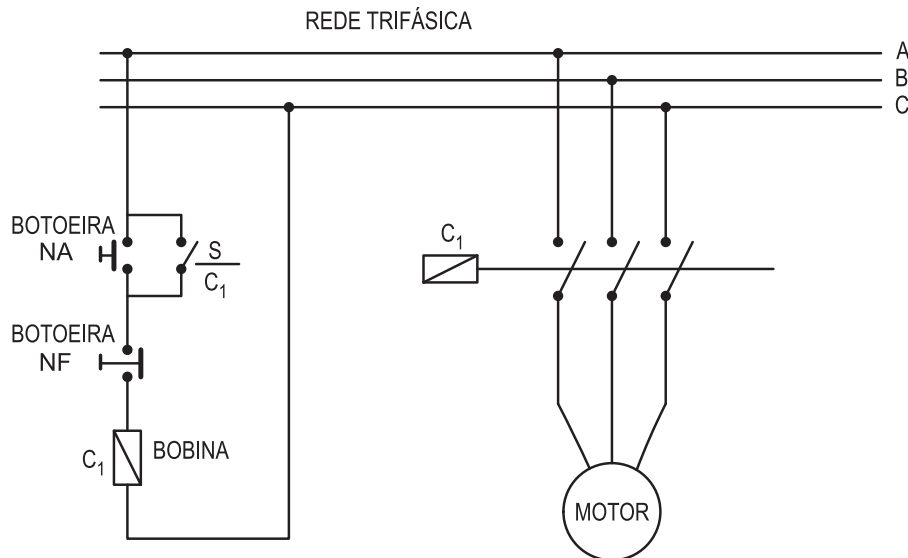 REDE TRIFÁSICA
A
B
C
BOTOEIRA
NA
S
C1
BOTOEIRA
NF
C1
BOBINA
C1
MOTOR